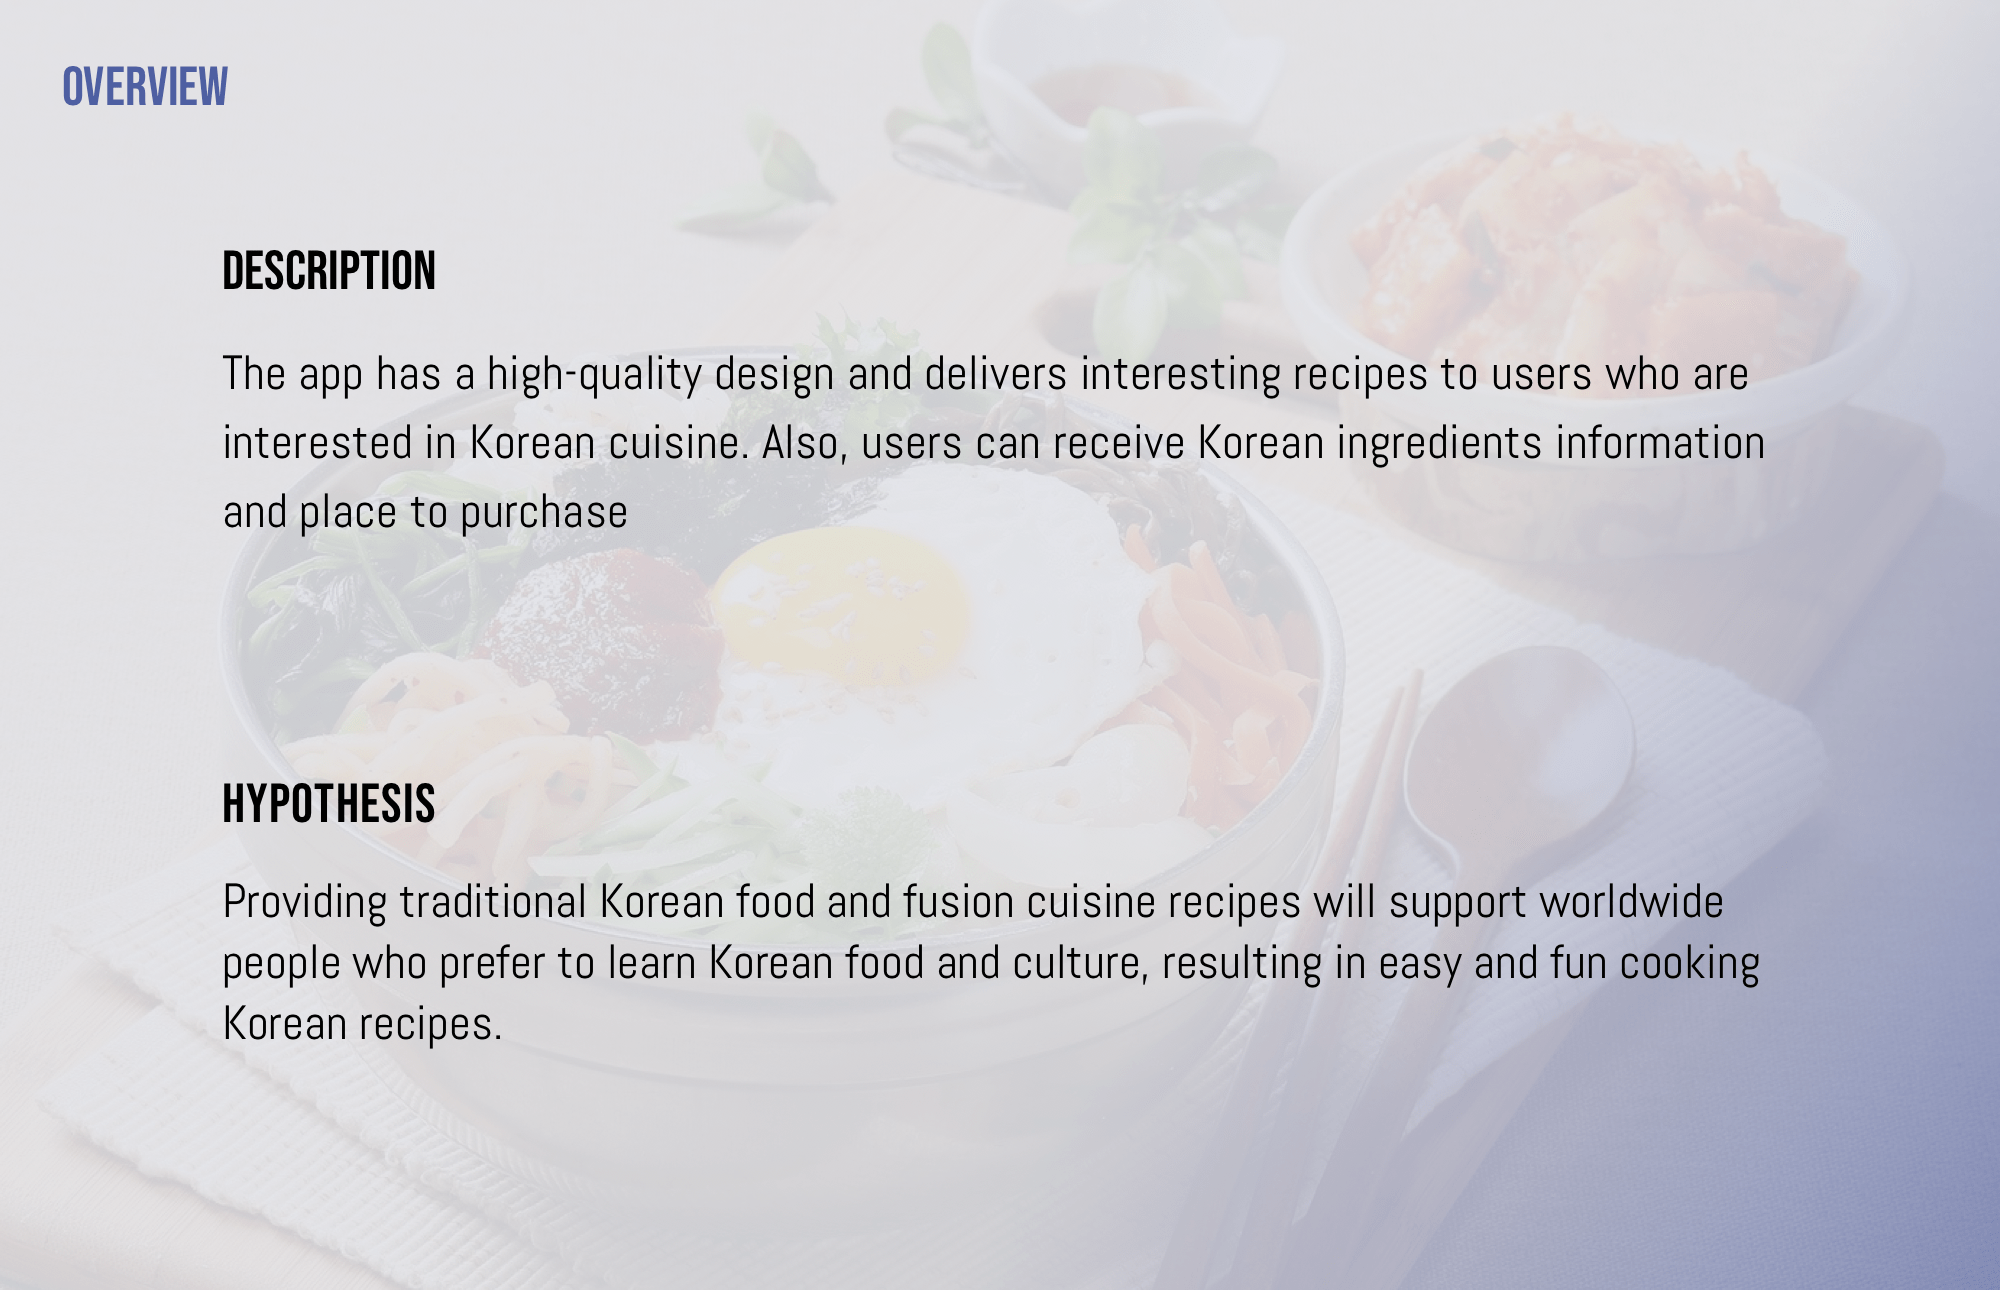 OVERVIEW
DESCRIPTION
The app has a high-quality design and delivers interesting recipes to users who are
interested in Korean cuisine. Also, users can receive Korean ingredients information
and place to purchase
HYPOTHESIS
Providing traditional Korean food and fusion cuisine recipes will support worldwide
people who prefer to learn Korean food and culture, resulting in easy and fun cooking
Korean recipes.